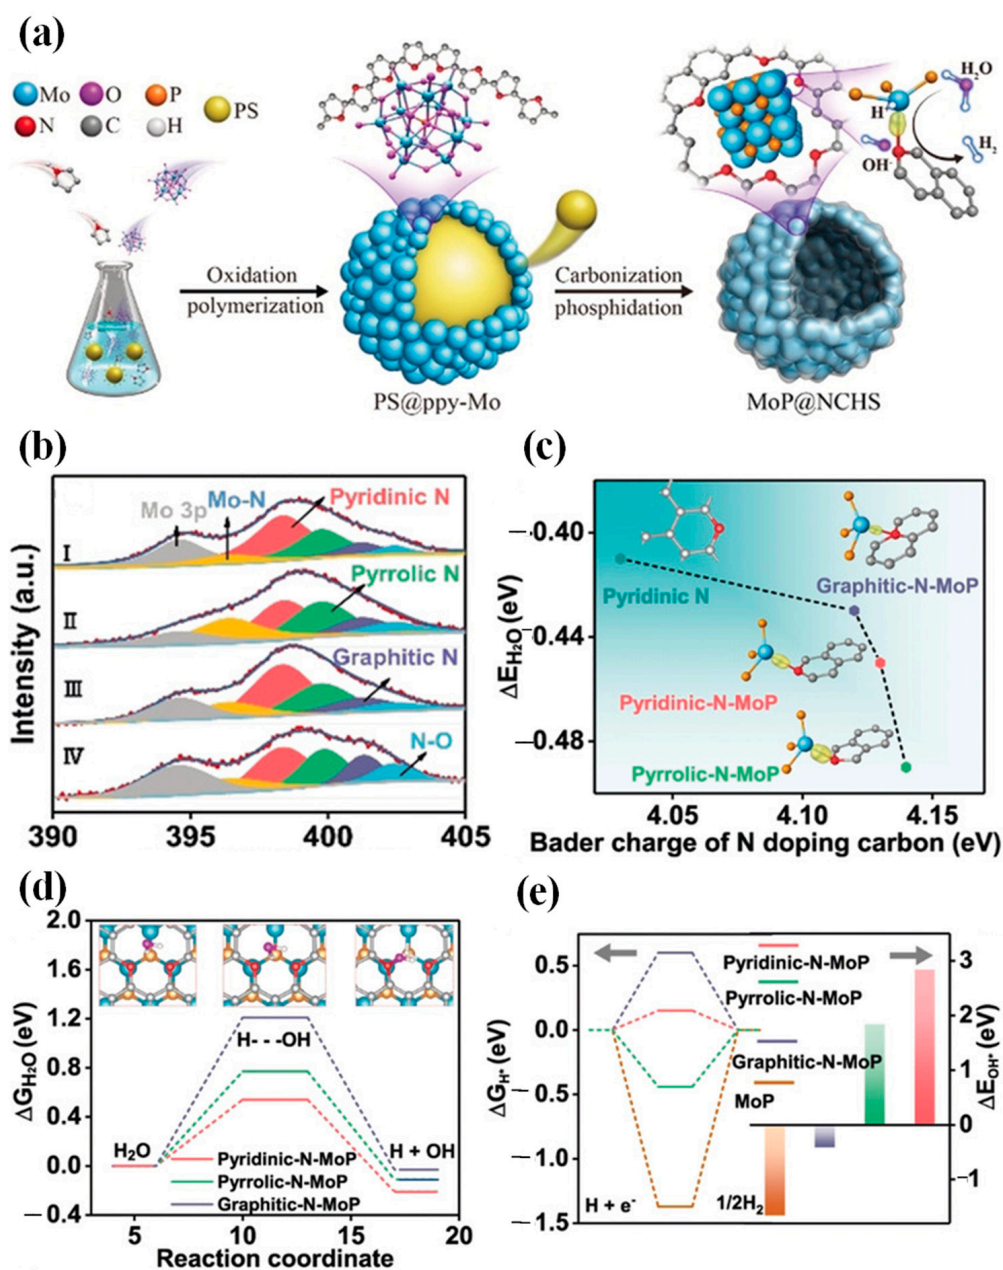 (a)
Mo O P PS
N C H
Oxidation
polymerization
PS@ppy-Mo
Carbonization
phosphidation
MoP@NCHS
H₂O
H
H₂
OH⁻
(b)
Mo 3p
Mo-N
Pyridinic N
I
Pyrrolic N
II
Graphitic N
III
N-O
IV
Intensity (a.u.)
390 395 400 405
(c)
−0.40
−0.44
−0.48
ΔE_H₂O (eV)
Pyridinic N
Graphitic-N-MoP
Pyridinic-N-MoP
Pyrrolic-N-MoP
4.05 4.10 4.15
Bader charge of N doping carbon (eV)
(d)
2.0
1.6
1.2
0.8
0.4
0.0
−0.4
ΔG_H₂O (eV)
H₂O
H- - -OH
H + OH
Pyridinic-N-MoP
Pyrrolic-N-MoP
Graphitic-N-MoP
5 10 15 20
Reaction coordinate
(e)
0.5
0.0
−0.5
−1.0
−1.5
ΔG_H* (eV)
Pyridinic-N-MoP
Pyrrolic-N-MoP
Graphitic-N-MoP
MoP
H + e⁻
1/2H₂
3
2
1
0
−1
ΔE_OH* (eV)